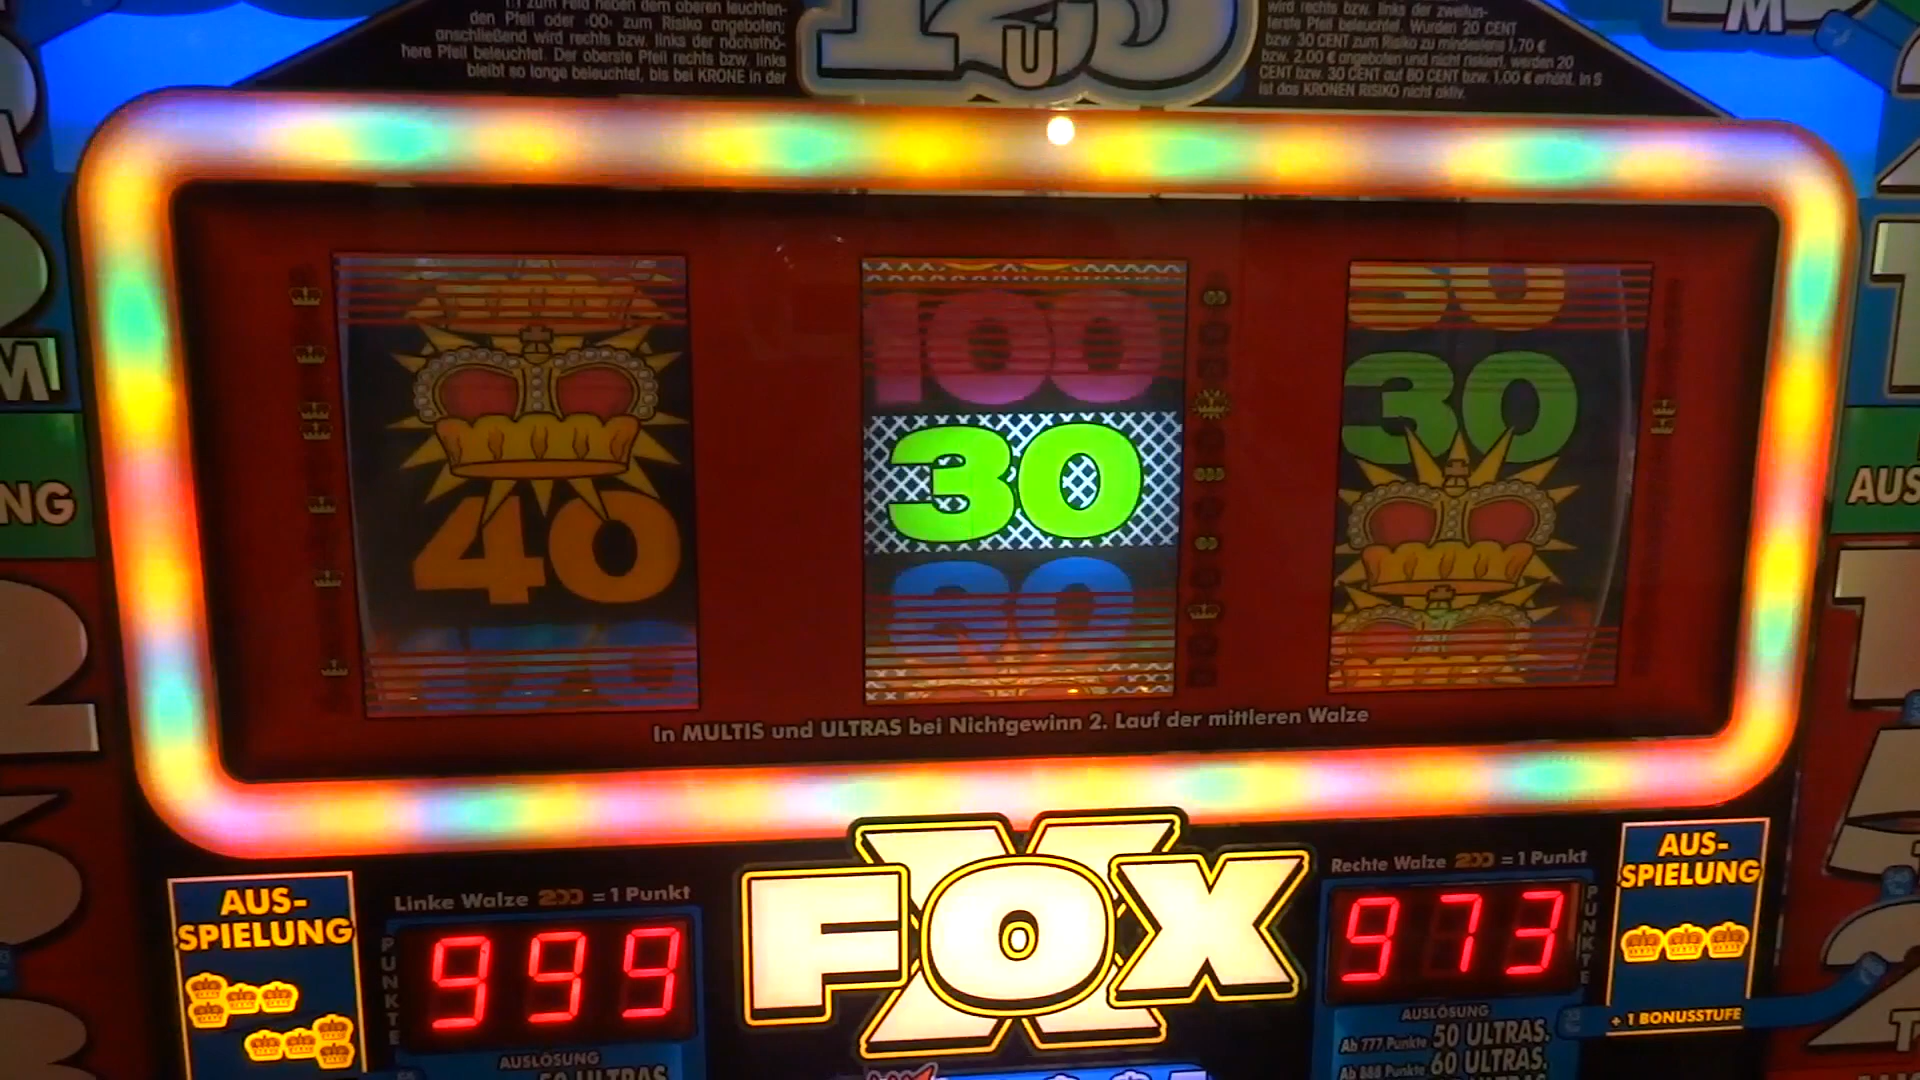 1:1 zum Feld neben dem oberen leuchten-
den Pfeil oder ›00‹ zum Risiko angeboten;
anschließend wird rechts bzw. links der nächsthö-
here Pfeil beleuchtet. Der oberste Pfeil rechts bzw. links
bleibt so lange beleuchtet, bis bei KRONE in der
U
wird rechts bzw. links der zweitun-
terste Pfeil beleuchtet. Wurden 20 CENT
bzw. 30 CENT zum Risiko zu mindestens 1,70 €
bzw. 2,00 € angeboten und nicht riskiert, werden 20
CENT bzw. 30 CENT auf 80 CENT bzw. 1,00 € erhöht. In S
ist das KRONEN RISIKO nicht aktiv.
M
M
NG
AUS
40
100
30
30
In MULTIS und ULTRAS bei Nichtgewinn 2. Lauf der mittleren Walze
FOX
AUS-
SPIELUNG
Linke Walze 200 = 1 Punkt
PUNKTE
999
AUSLÖSUNG
50 ULTRAS
Rechte Walze 200 = 1 Punkt
973
PUNKTE
AUSLÖSUNG
Ab 777 Punkte 50 ULTRAS.
Ab 888 Punkte 60 ULTRAS.
AUS-
SPIELUNG
+ 1 BONUSSTUFE